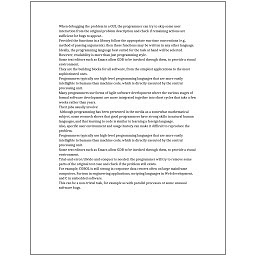 When debugging the problem in a GUI, the programmer can try to skip some user
interaction from the original problem description and check if remaining actions are
sufficient for bugs to appear.
Provided the functions in a library follow the appropriate run-time conventions (e.g.,
method of passing arguments), then these functions may be written in any other language.
Ideally, the programming language best suited for the task at hand will be selected.
However, readability is more than just programming style.
Some text editors such as Emacs allow GDB to be invoked through them, to provide a visual
environment.
They are the building blocks for all software, from the simplest applications to the most
sophisticated ones.
Programmers typically use high-level programming languages that are more easily
intelligible to humans than machine code, which is directly executed by the central
processing unit.
Many programmers use forms of Agile software development where the various stages of
formal software development are more integrated together into short cycles that take a few
weeks rather than years.
Their jobs usually involve:
Although programming has been presented in the media as a somewhat mathematical
subject, some research shows that good programmers have strong skills in natural human
languages, and that learning to code is similar to learning a foreign language.
Also, specific user environment and usage history can make it difficult to reproduce the
problem.
Programmers typically use high-level programming languages that are more easily
intelligible to humans than machine code, which is directly executed by the central
processing unit.
Some text editors such as Emacs allow GDB to be invoked through them, to provide a visual
environment.
Trial-and-error/divide-and-conquer is needed: the programmer will try to remove some
parts of the original test case and check if the problem still exists.
For example, COBOL is still strong in corporate data centers often on large mainframe
computers, Fortran in engineering applications, scripting languages in Web development,
and C in embedded software.
This can be a non-trivial task, for example as with parallel processes or some unusual
software bugs.